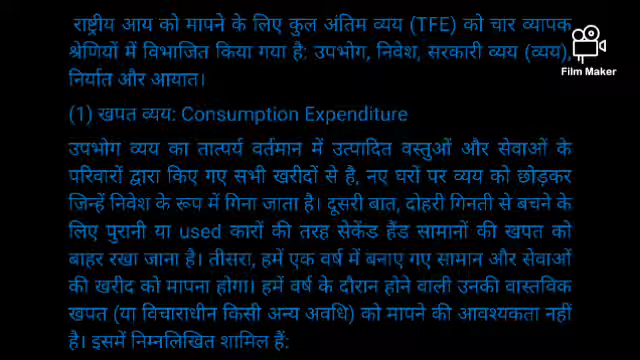 राष्ट्रीय आय को मापने के लिए कुल अंतिम व्यय (TFE) को चार व्यापक
श्रेणियों में विभाजित किया गया है: उपभोग, निवेश, सरकारी व्यय (व्यय),
निर्यात और आयात।
Film Maker
(1) खपत व्यय: Consumption Expenditure
उपभोग व्यय का तात्पर्य वर्तमान में उत्पादित वस्तुओं और सेवाओं के
परिवारों द्वारा किए गए सभी खरीदों से है, नए घरों पर व्यय को छोड़कर
जिन्हें निवेश के रूप में गिना जाता है। दूसरी बात, दोहरी गिनती से बचने के
लिए पुरानी या used कारों की तरह सेकेंड हैंड सामानों की खपत को
बाहर रखा जाना है। तीसरा, हमें एक वर्ष में बनाए गए सामान और सेवाओं
की खरीद को मापना होगा। हमें वर्ष के दौरान होने वाली उनकी वास्तविक
खपत (या विचाराधीन किसी अन्य अवधि) को मापने की आवश्यकता नहीं
है। इसमें निम्नलिखित शामिल हैं: